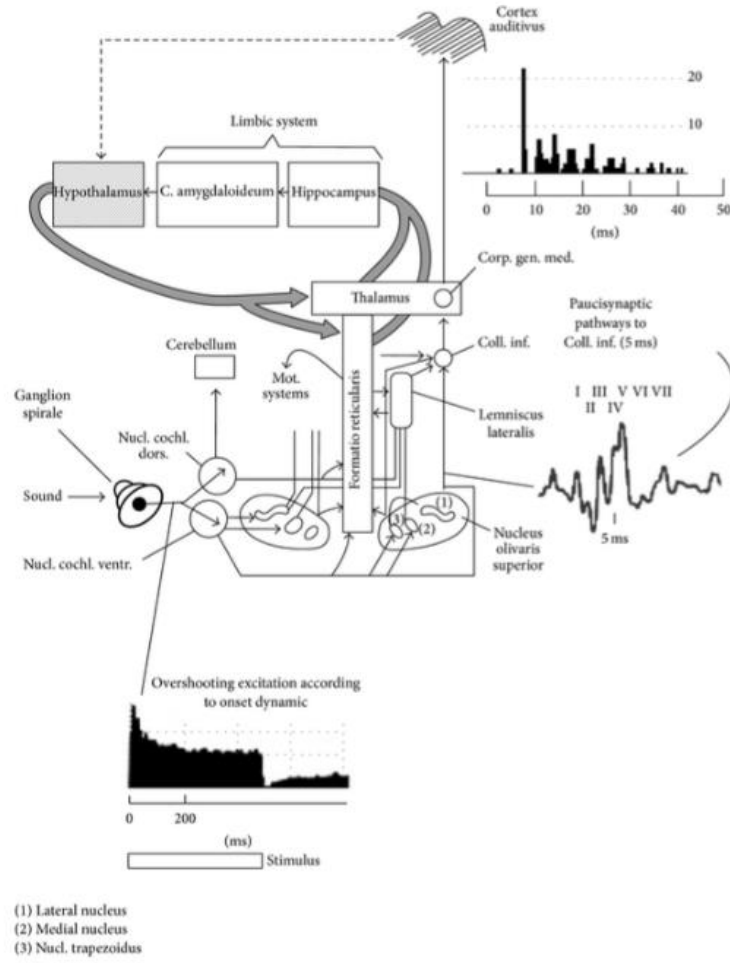 Cortex
auditivus
20
10
0 10 20 30 40 50
(ms)
Limbic system
Hypothalamus
C. amygdaloideum
Hippocampus
Corp. gen. med.
Thalamus
Paucisynaptic
pathways to
Coll. inf. (5 ms)
Coll. inf.
Cerebellum
Mot.
systems
Formatio reticularis
Lemniscus
lateralis
I III V VI VII
II IV
5 ms
Ganglion
spirale
Nucl. cochl.
dors.
Sound
(1)
(2)
(3)
Nucleus
olivaris
superior
Nucl. cochl. ventr.
Overshooting excitation according
to onset dynamic
0 200
(ms)
Stimulus
(1) Lateral nucleus
(2) Medial nucleus
(3) Nucl. trapezoidus